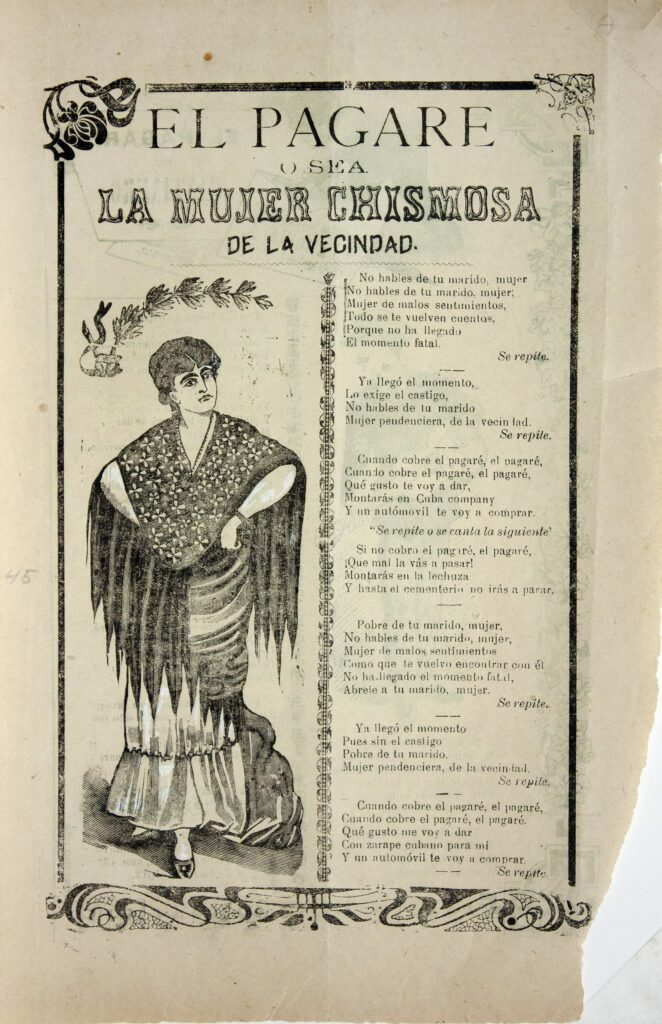 EL PAGARE
O SEA
LA MUJER CHISMOSA
DE LA VECINDAD.
No hables de tu marido, mujer
No hables de tu marido, mujer;
Mujer de malos sentimientos,
Todo se te vuelven cuentos,
Porque no ha llegado
El momento fatal.
Se repite.
Ya llegó el momento,
Lo exige el castigo,
No hables de tu marido
Mujer pendenciera, de la vecin lad.
Se repite.
Cuando cobre el pagaré, el pagaré,
Cuando cobre el pagaré, el pagaré,
Qué gusto te voy a dar,
Montarás en Cuba company
Y un autómovil te voy a comprar.
"Se repite o se canta la siguiente'
Si no cobro el pagaré, el pagaré,
¡Que mal la vás a pasar!
Montarás en la lechuza
Y hasta el cementerio no irás a parar.
Pobre de tu marido, mujer,
No hables de tu marido, mujer,
Mujer de malos sentimientos
Como que te vuelvo encontrar con él
No ha llegado el momento fatal,
Abrele a tu marido, mujer.
Se repite.
Ya llegó el momento
Pues sin el castigo
Pobre de tu marido.
Mujer pendenciera, de la vecindad.
Se repite.
Cuando cobre el pagaré, el pagaré,
Cuando cobre el pagaré, el pagaré.
Qué gusto me voy a dar
Con zarape cubano para mí
Y un automóvil te voy a comprar.
Se repite.
45